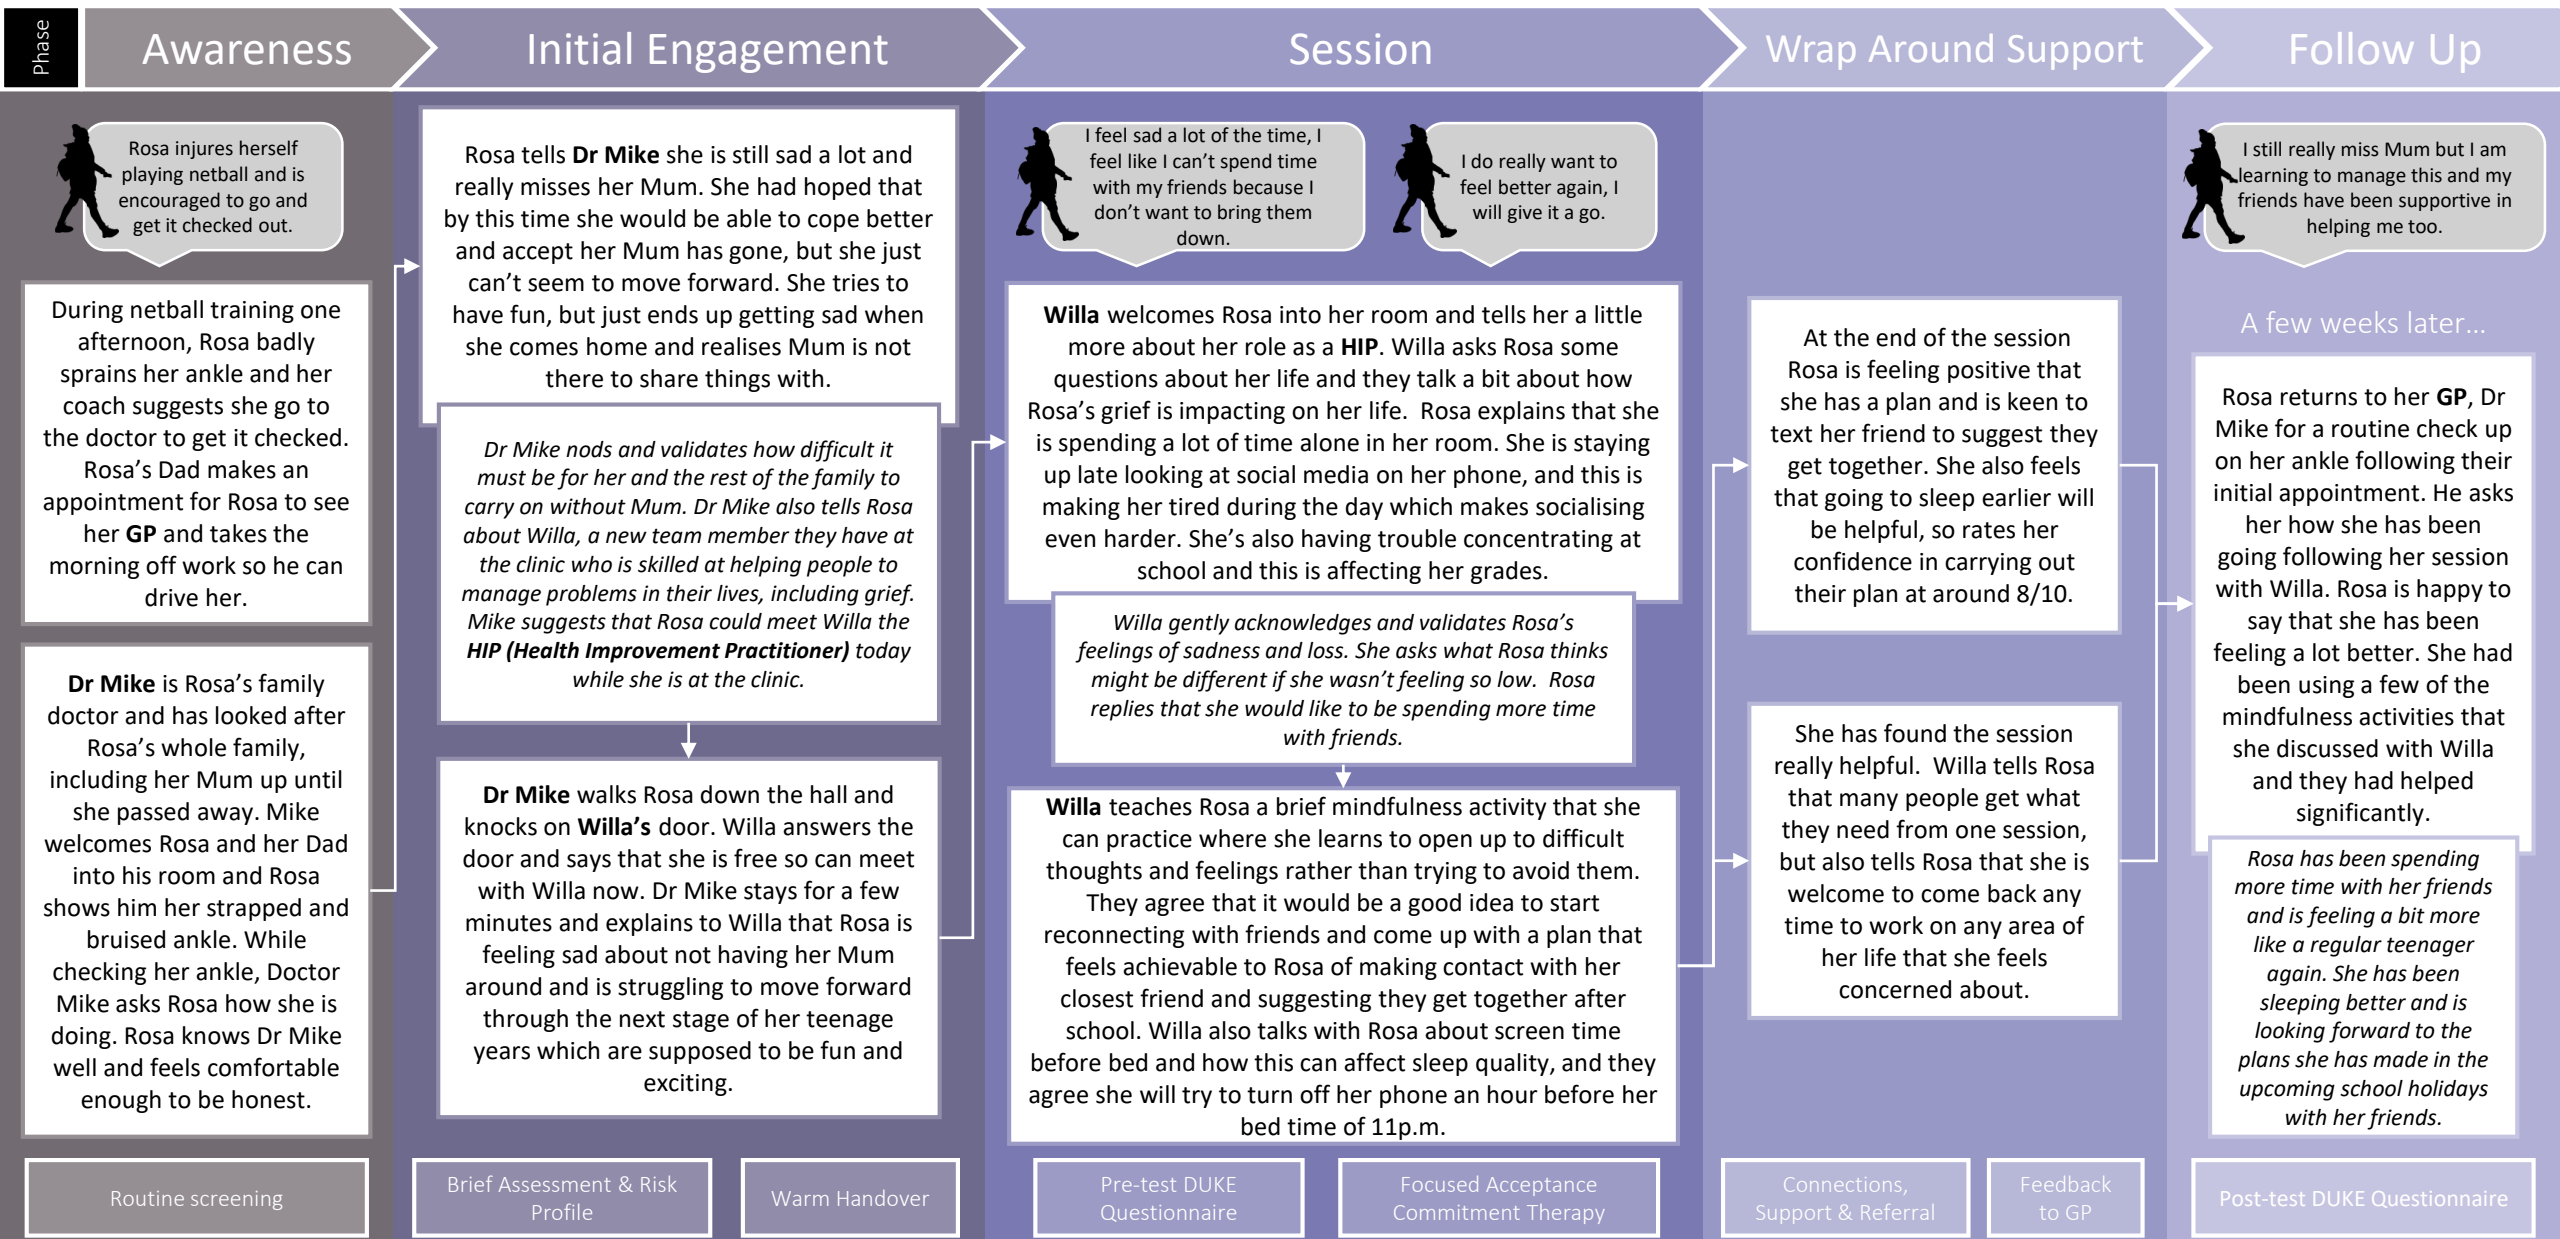 Phase
Awareness
Initial Engagement
Session
Wrap Around Support
Follow Up
Rosa injures herself
playing netball and is
encouraged to go and
get it checked out.
During netball training one
afternoon, Rosa badly
sprains her ankle and her
coach suggests she go to
the doctor to get it checked.
Rosa's Dad makes an
appointment for Rosa to see
her GP and takes the
morning off work so he can
drive her.
Dr Mike is Rosa's family
doctor and has looked after
Rosa's whole family,
including her Mum up until
she passed away. Mike
welcomes Rosa and her Dad
into his room and Rosa
shows him her strapped and
bruised ankle. While
checking her ankle, Doctor
Mike asks Rosa how she is
doing. Rosa knows Dr Mike
well and feels comfortable
enough to be honest.
Routine screening
Rosa tells Dr Mike she is still sad a lot and
really misses her Mum. She had hoped that
by this time she would be able to cope better
and accept her Mum has gone, but she just
can't seem to move forward. She tries to
have fun, but just ends up getting sad when
she comes home and realises Mum is not
there to share things with.
Dr Mike nods and validates how difficult it
must be for her and the rest of the family to
carry on without Mum. Dr Mike also tells Rosa
about Willa, a new team member they have at
the clinic who is skilled at helping people to
manage problems in their lives, including grief.
Mike suggests that Rosa could meet Willa the
HIP (Health Improvement Practitioner) today
while she is at the clinic.
Dr Mike walks Rosa down the hall and
knocks on Willa's door. Willa answers the
door and says that she is free so can meet
with Willa now. Dr Mike stays for a few
minutes and explains to Willa that Rosa is
feeling sad about not having her Mum
around and is struggling to move forward
through the next stage of her teenage
years which are supposed to be fun and
exciting.
Brief Assessment & Risk
Profile
Warm Handover
I feel sad a lot of the time, I
feel like I can't spend time
with my friends because I
don't want to bring them
down.
I do really want to
feel better again, I
will give it a go.
Willa welcomes Rosa into her room and tells her a little
more about her role as a HIP. Willa asks Rosa some
questions about her life and they talk a bit about how
Rosa's grief is impacting on her life.  Rosa explains that she
is spending a lot of time alone in her room. She is staying
up late looking at social media on her phone, and this is
making her tired during the day which makes socialising
even harder. She's also having trouble concentrating at
school and this is affecting her grades.
Willa gently acknowledges and validates Rosa's
feelings of sadness and loss. She asks what Rosa thinks
might be different if she wasn't feeling so low.  Rosa
replies that she would like to be spending more time
with friends.
Willa teaches Rosa a brief mindfulness activity that she
can practice where she learns to open up to difficult
thoughts and feelings rather than trying to avoid them.
They agree that it would be a good idea to start
reconnecting with friends and come up with a plan that
feels achievable to Rosa of making contact with her
closest friend and suggesting they get together after
school. Willa also talks with Rosa about screen time
before bed and how this can affect sleep quality, and they
agree she will try to turn off her phone an hour before her
bed time of 11p.m.
Pre-test DUKE
Questionnaire
Focused Acceptance
Commitment Therapy
At the end of the session
Rosa is feeling positive that
she has a plan and is keen to
text her friend to suggest they
get together. She also feels
that going to sleep earlier will
be helpful, so rates her
confidence in carrying out
their plan at around 8/10.
She has found the session
really helpful.  Willa tells Rosa
that many people get what
they need from one session,
but also tells Rosa that she is
welcome to come back any
time to work on any area of
her life that she feels
concerned about.
Connections,
Support & Referral
Feedback
to GP
I still really miss Mum but I am
learning to manage this and my
friends have been supportive in
helping me too.
A few weeks later…
Rosa returns to her GP, Dr
Mike for a routine check up
on her ankle following their
initial appointment. He asks
her how she has been
going following her session
with Willa. Rosa is happy to
say that she has been
feeling a lot better. She had
been using a few of the
mindfulness activities that
she discussed with Willa
and they had helped
significantly.
Rosa has been spending
more time with her friends
and is feeling a bit more
like a regular teenager
again. She has been
sleeping better and is
looking forward to the
plans she has made in the
upcoming school holidays
with her friends.
Post-test DUKE Questionnaire